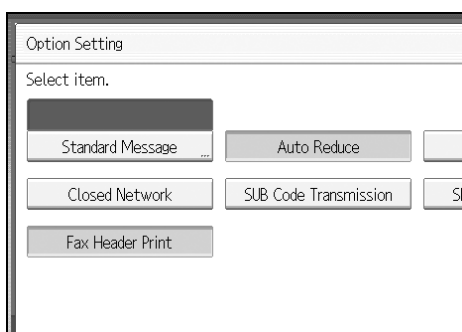 Option Setting
Select item.
Standard Message ...
Auto Reduce
Closed Network
SUB Code Transmission
Fax Header Print